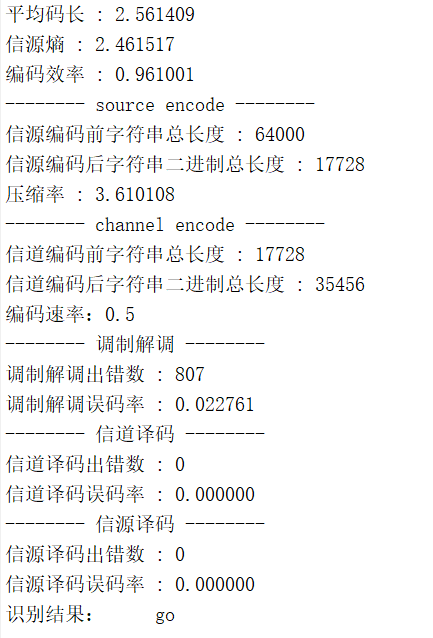 平均码长 : 2.561409
信源熵 : 2.461517
编码效率 : 0.961001
-------- source encode --------
信源编码前字符串总长度 : 64000
信源编码后字符串二进制总长度 : 17728
压缩率 : 3.610108
-------- channel encode --------
信道编码前字符串总长度 : 17728
信道编码后字符串二进制总长度 : 35456
编码速率：0.5
-------- 调制解调 --------
调制解调出错数 : 807
调制解调误码率 : 0.022761
-------- 信道译码 --------
信道译码出错数 : 0
信道译码误码率 : 0.000000
-------- 信源译码 --------
信源译码出错数 : 0
信源译码误码率 : 0.000000
识别结果：     go